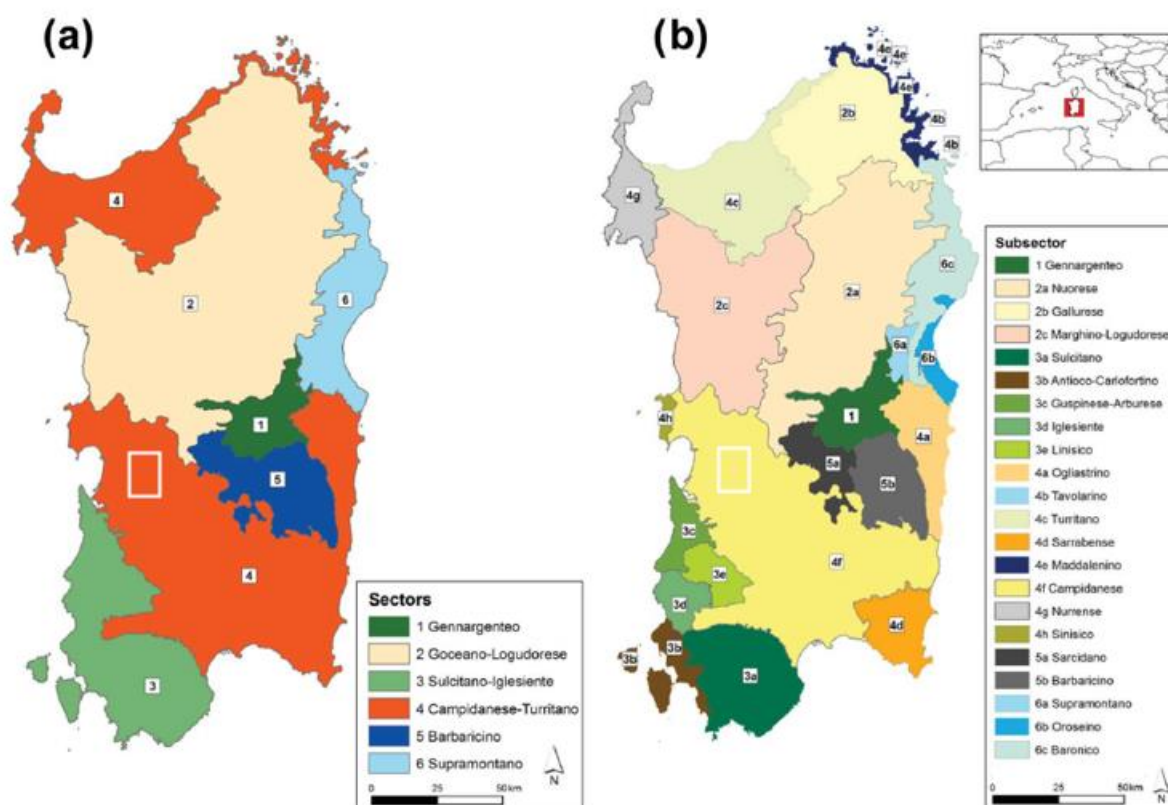 (a)
4
2
6
1
5
4
3
Sectors
1 Gennargenteo
2 Goceano-Logudorese
3 Sulcitano-Iglesiente
4 Campidanese-Turritano
5 Barbaricino
6 Supramontano
N
0 25 50 km
(b)
4e
4e
4e
2b
4b
4b
4g
4c
6c
2a
2c
6a
6b
4h
1
4a
5a
5b
3c
3e
4f
3d
4d
3b
3b
3a
Subsector
1 Gennargenteo
2a Nuorese
2b Gallurese
2c Marghino-Logudorese
3a Sulcitano
3b Antioco-Carlofortino
3c Guspinese-Arburese
3d Iglesiente
3e Linisico
4a Ogliastrino
4b Tavolarino
4c Turritano
4d Sarrabense
4e Maddalenino
4f Campidanese
4g Nurrense
4h Sinisico
5a Sarcidano
5b Barbaricino
6a Supramontano
6b Oroseino
6c Baronico
N
0 25 50 km